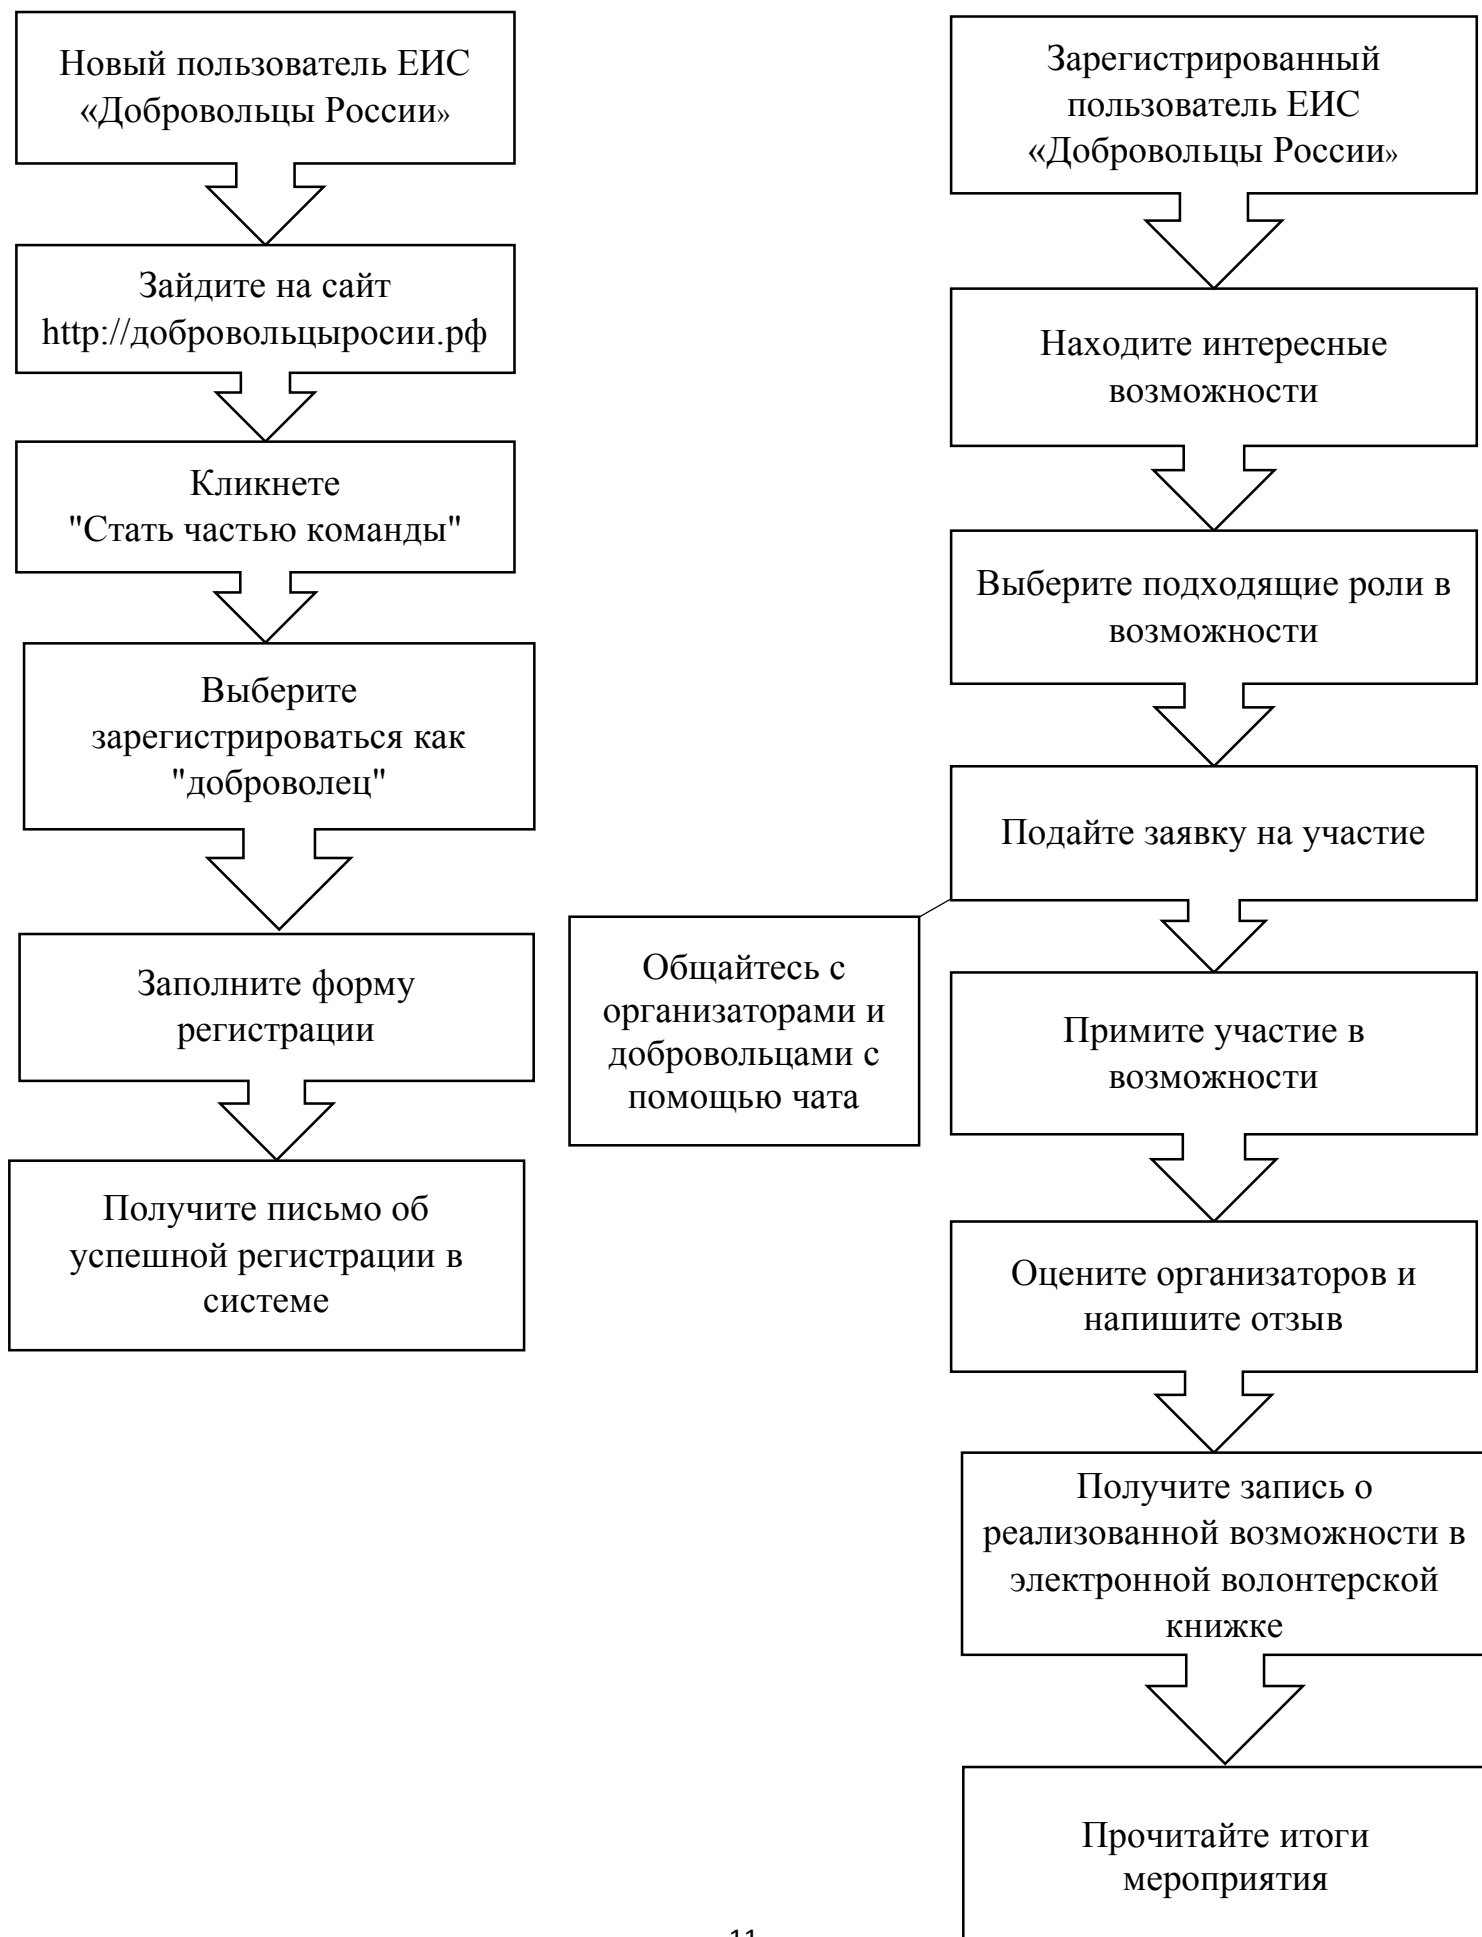 Новый пользователь ЕИС
«Добровольцы России»
Зайдите на сайт
http://добровольцыросии.рф
Кликнете
"Стать частью команды"
Выберите
зарегистрироваться как
"доброволец"
Заполните форму
регистрации
Получите письмо об
успешной регистрации в
системе
Зарегистрированный
пользователь ЕИС
«Добровольцы России»
Находите интересные
возможности
Выберите подходящие роли в
возможности
Подайте заявку на участие
Общайтесь с
организаторами и
добровольцами с
помощью чата
Примите участие в
возможности
Оцените организаторов и
напишите отзыв
Получите запись о
реализованной возможности в
электронной волонтерской
книжке
Прочитайте итоги
мероприятия
11